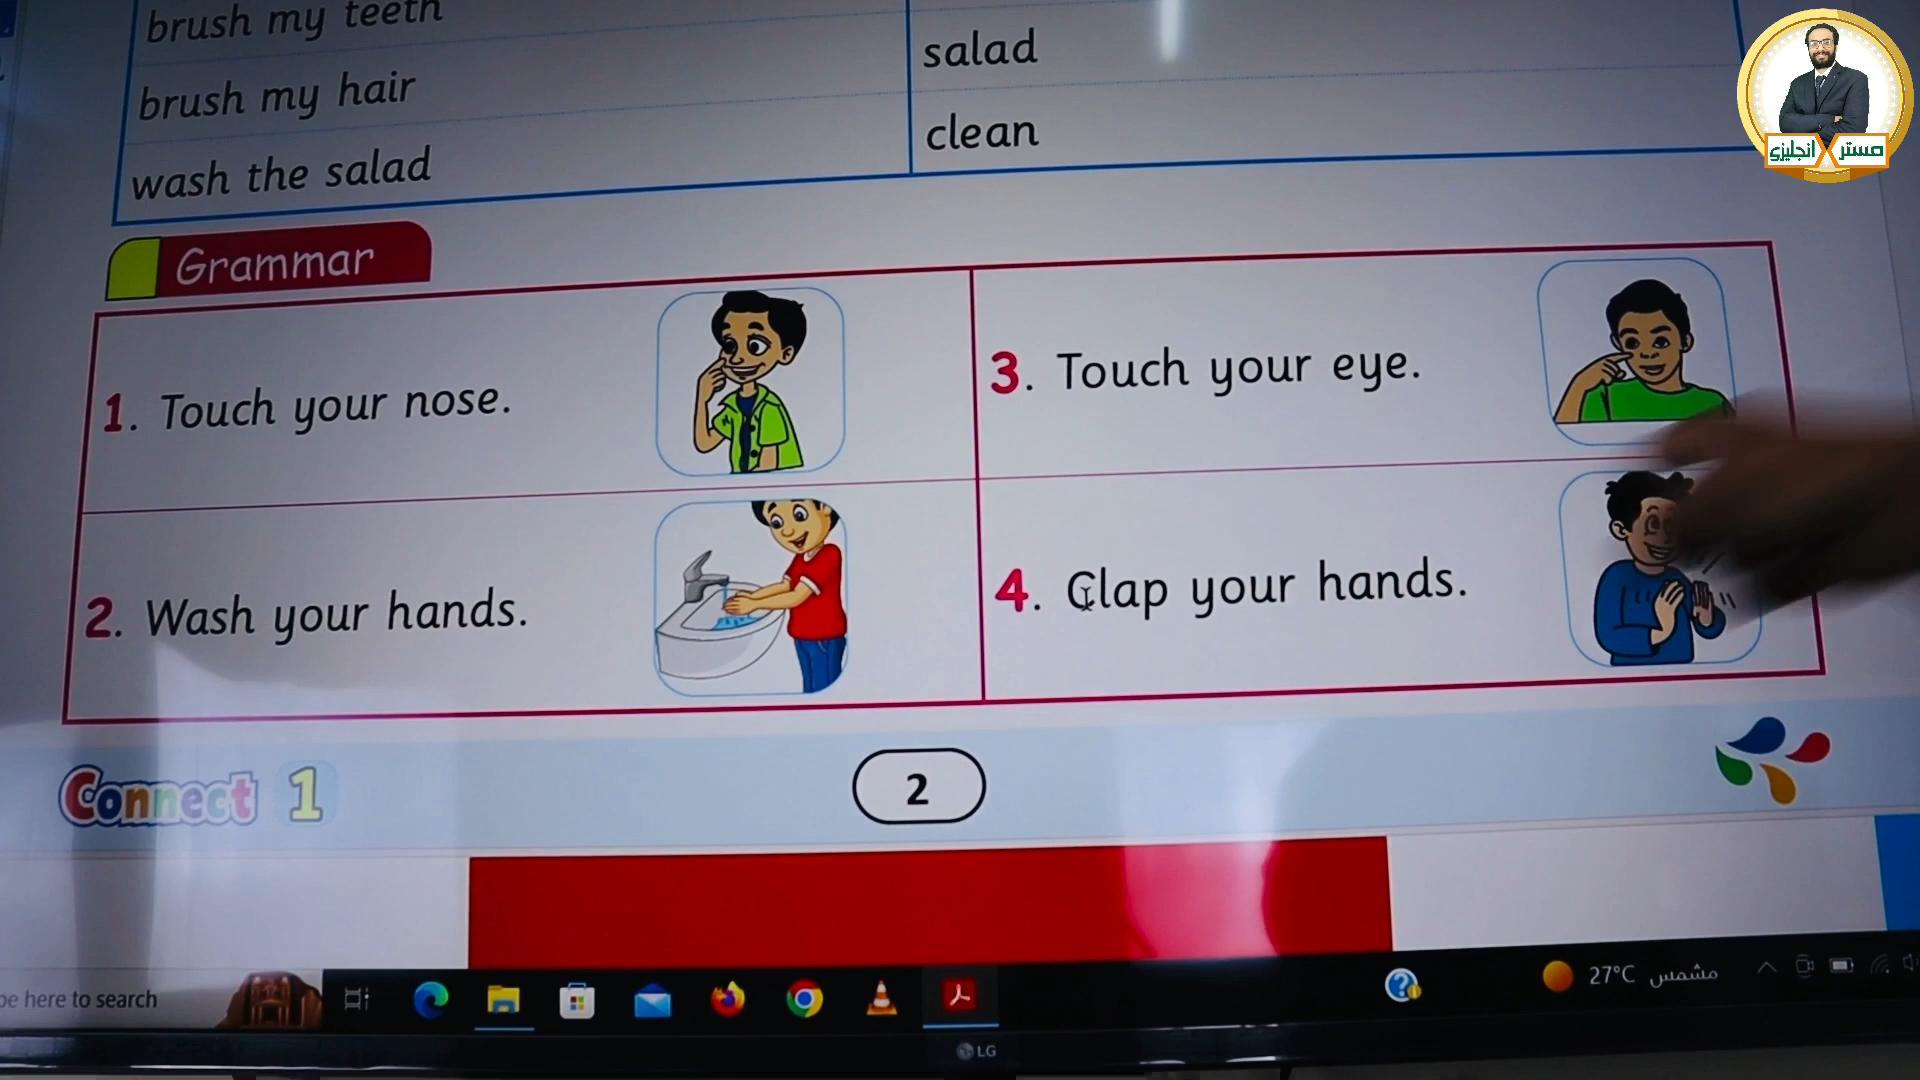 brush my teeth
brush my hair
wash the salad
salad
clean
مستر X انجليزي
Grammar
1. Touch your nose.
2. Wash your hands.
3. Touch your eye.
4. Clap your hands.
Connect 1
2
here to search
27°C مشمس
LG